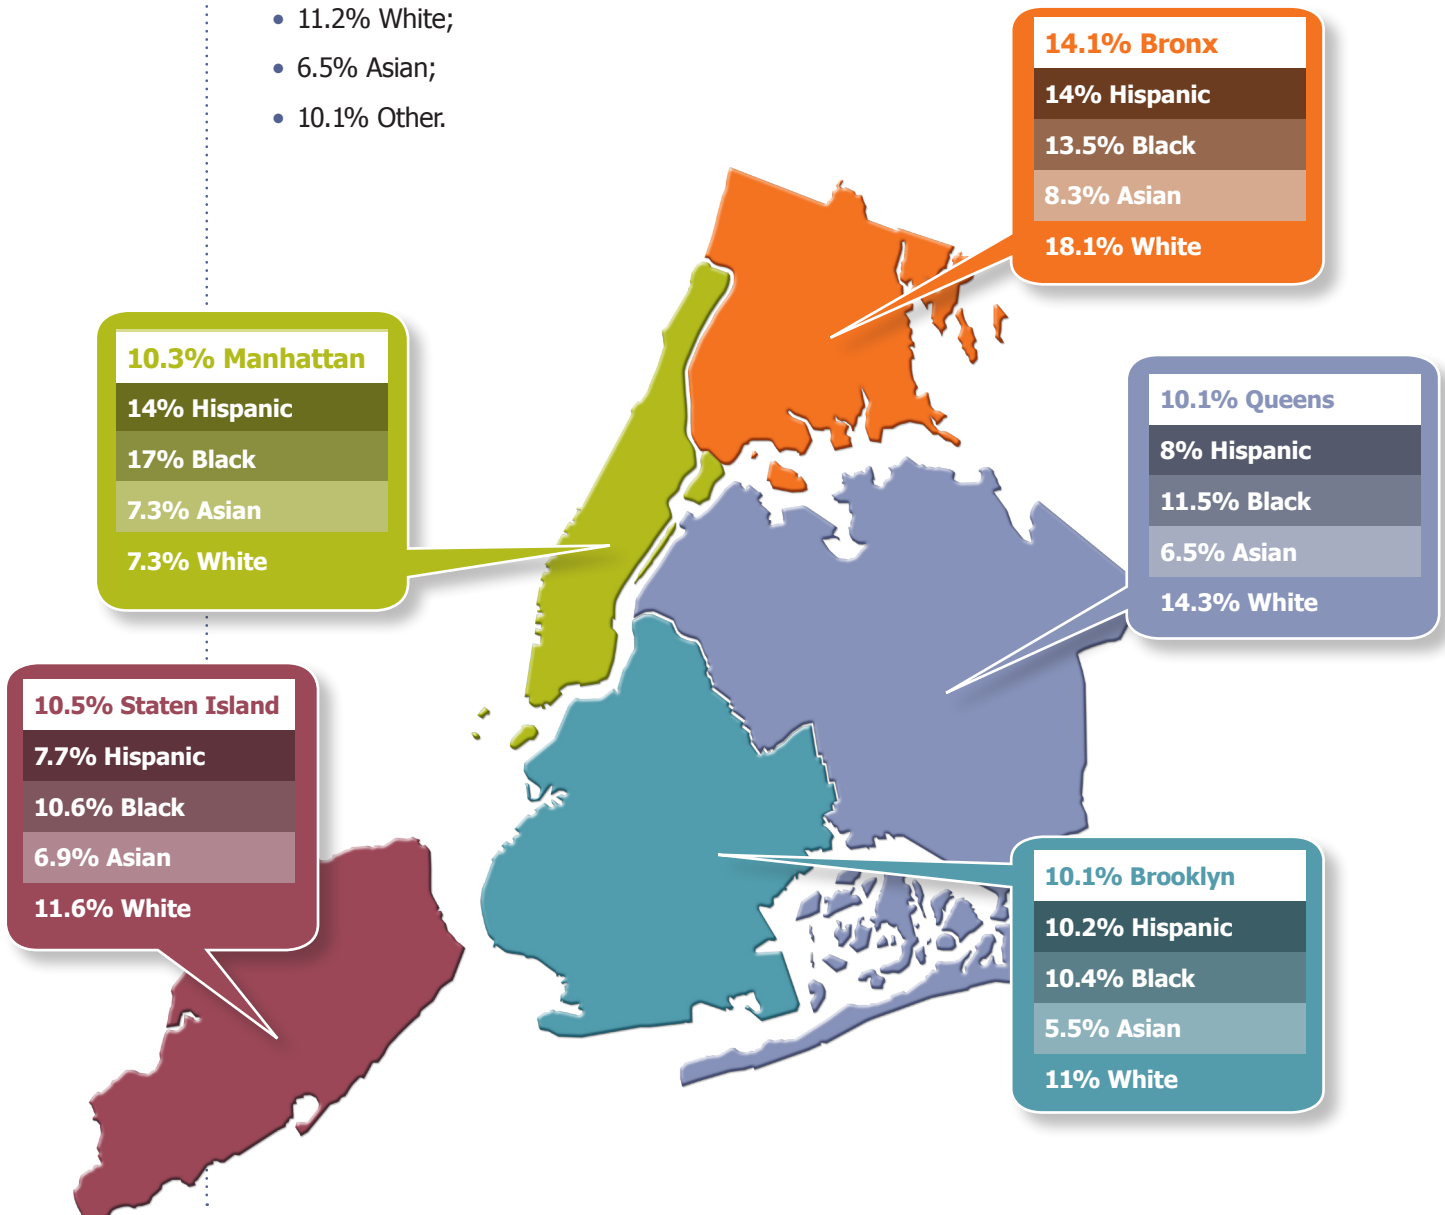 • 11.2% White;
• 6.5% Asian;
• 10.1% Other.
14.1% Bronx
14% Hispanic
13.5% Black
8.3% Asian
18.1% White
10.3% Manhattan
14% Hispanic
17% Black
7.3% Asian
7.3% White
10.1% Queens
8% Hispanic
11.5% Black
6.5% Asian
14.3% White
10.5% Staten Island
7.7% Hispanic
10.6% Black
6.9% Asian
11.6% White
10.1% Brooklyn
10.2% Hispanic
10.4% Black
5.5% Asian
11% White